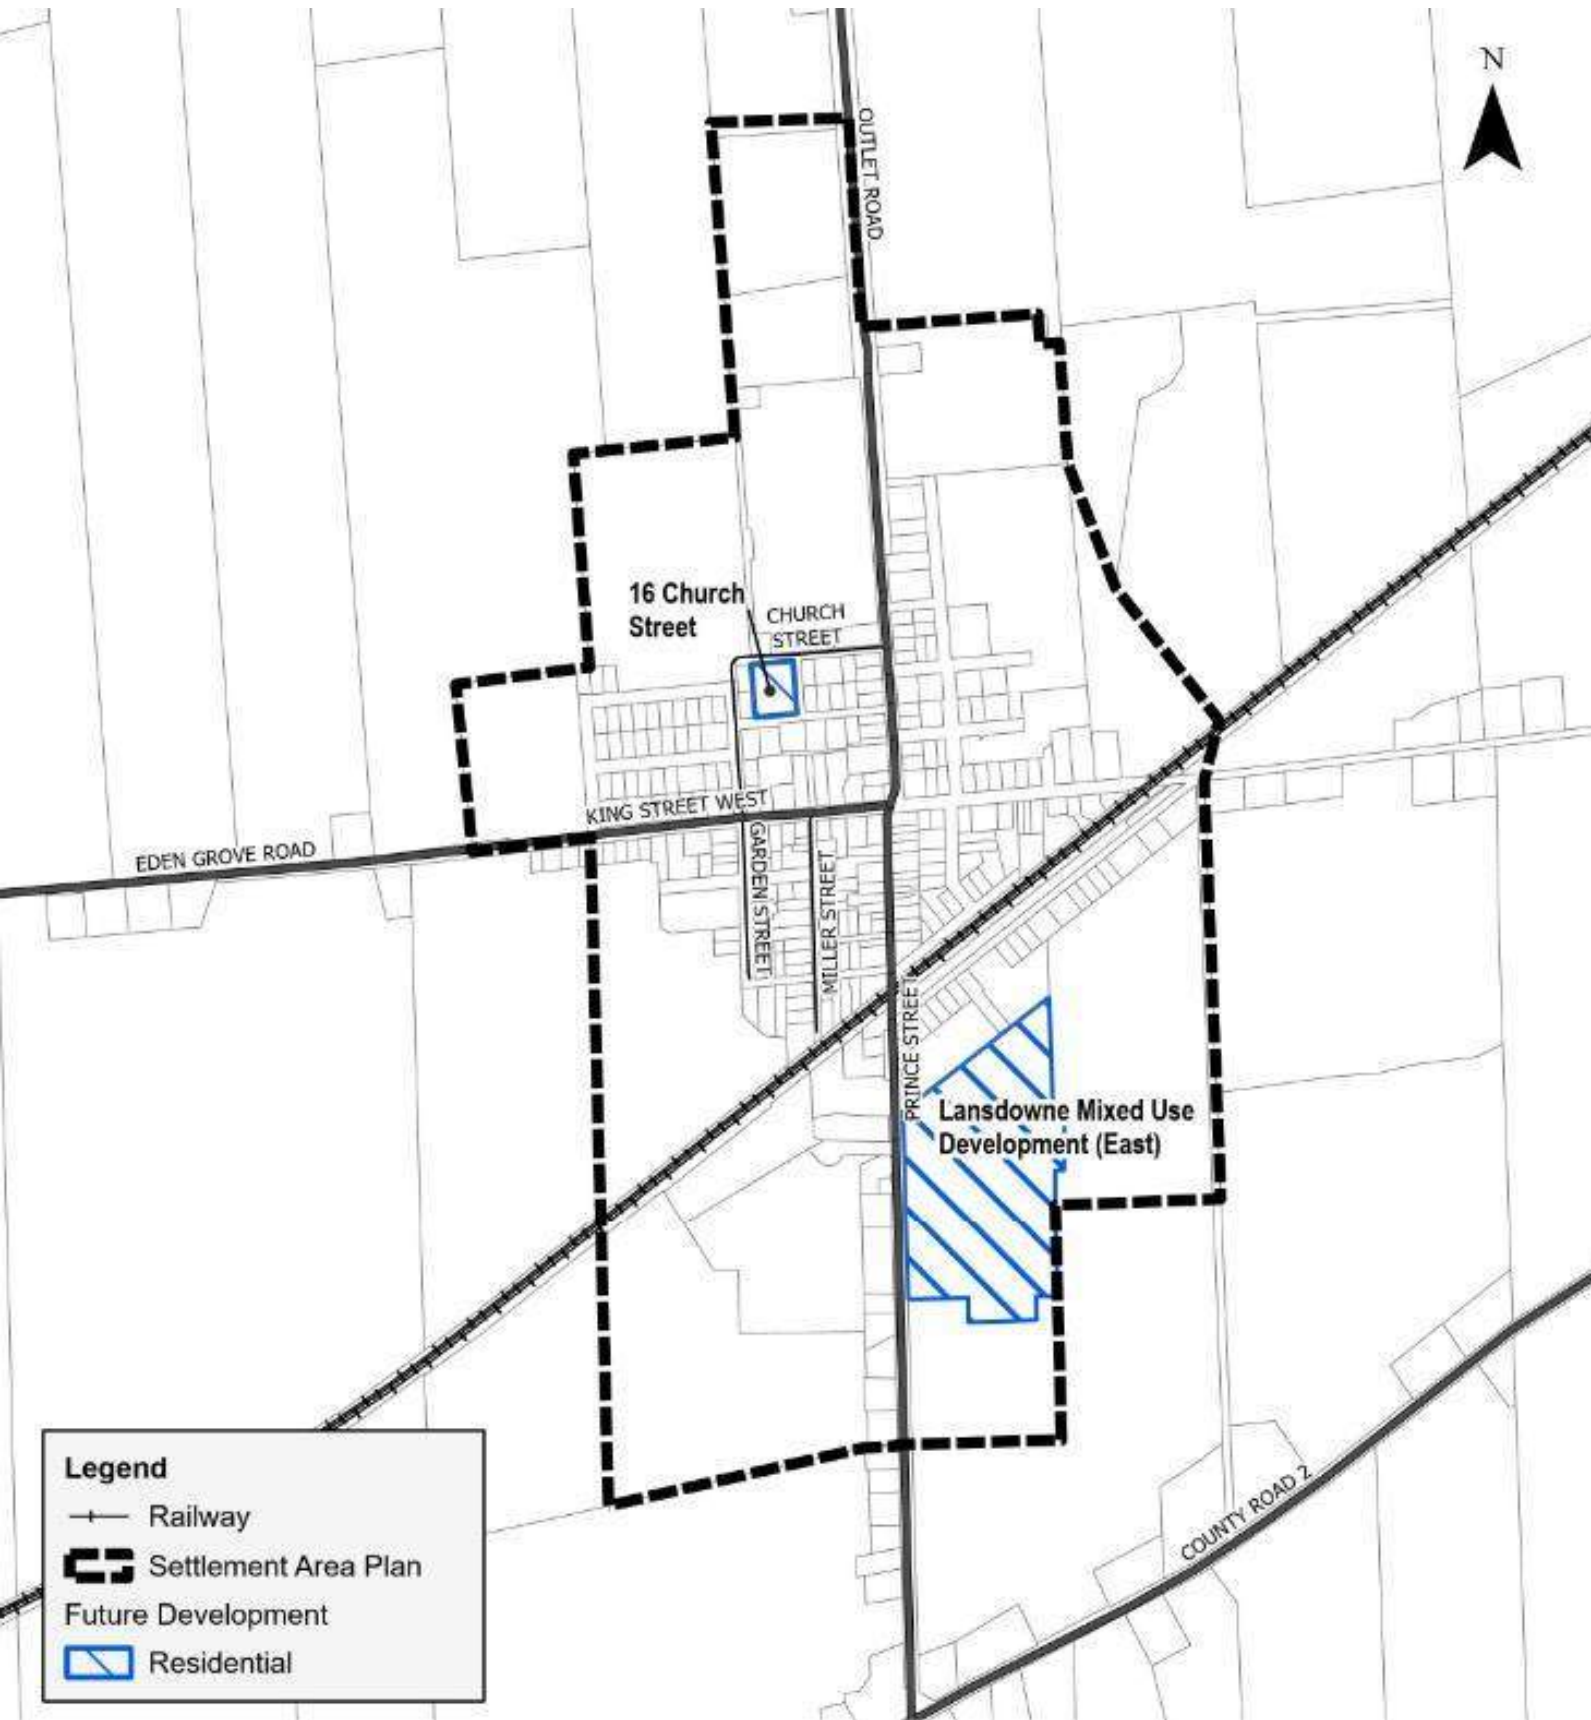 N
OUTLET ROAD
16 Church
Street
CHURCH
STREET
KING STREET WEST
EDEN GROVE ROAD
GARDEN STREET
MILLER STREET
PRINCE STREET
Lansdowne Mixed Use
Development (East)
COUNTY ROAD 2
Legend
Railway
Settlement Area Plan
Future Development
Residential